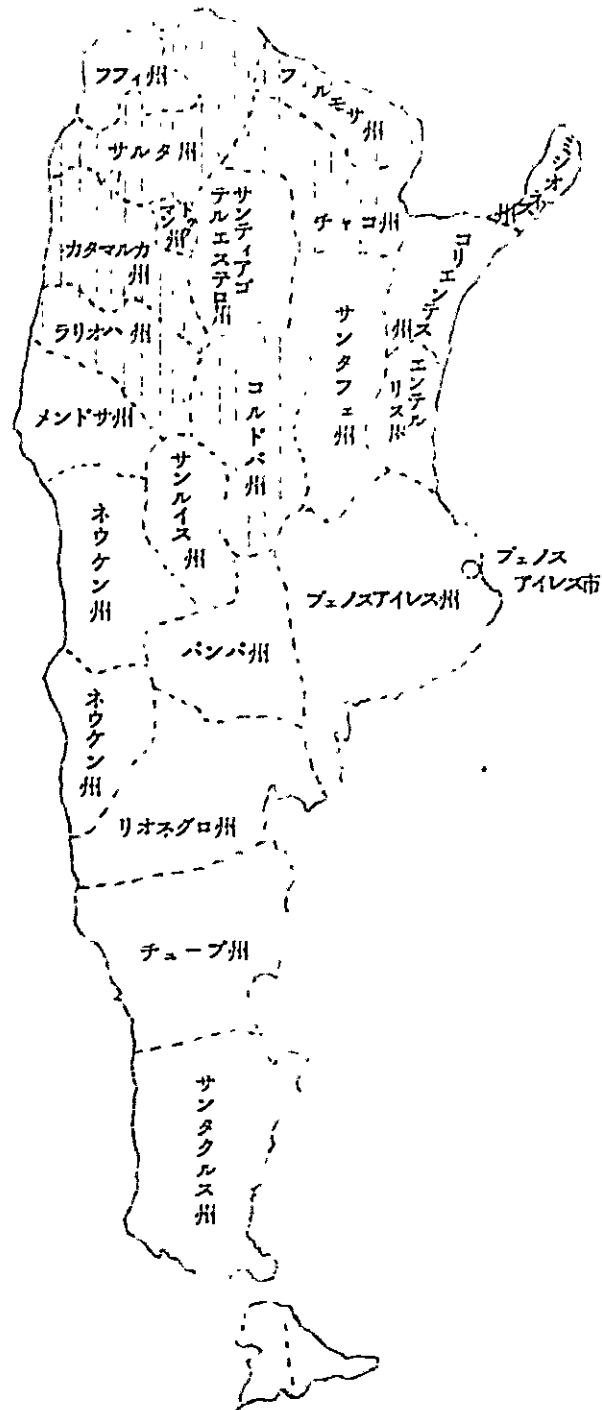 フフィ州
フルモサ州
サルタ州
ミシオネス州
トゥクマン州
サンティアゴ
デルエステロ州
チャコ州
コリエンテス州
カタマルカ州
ラリオハ州
サンタフェ州
エンテル
リス州
コルドバ州
メンドサ州
サンルイス州
ネウケン州
ブェノス
アイレス市
ブェノスアイレス州
パンパ州
ネウケン州
リオネグロ州
チューブ州
サンタクルス州